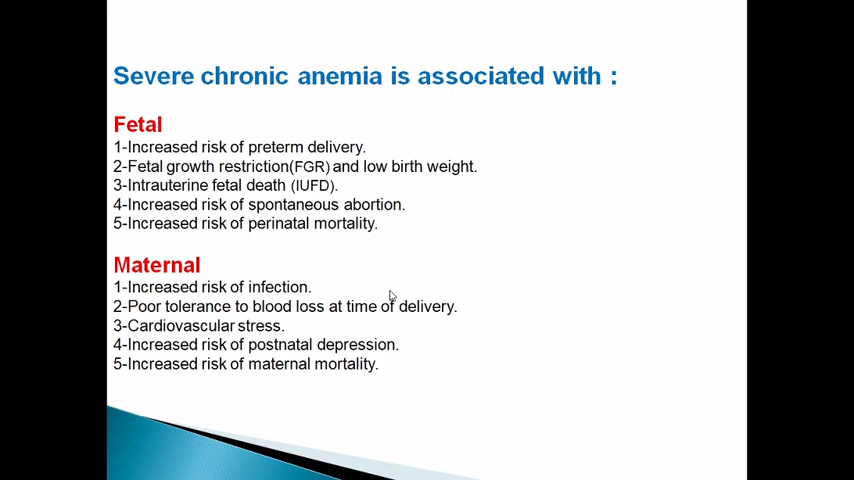 Severe chronic anemia is associated with :
Fetal
1-Increased risk of preterm delivery.
2-Fetal growth restriction(FGR) and low birth weight.
3-Intrauterine fetal death (IUFD).
4-Increased risk of spontaneous abortion.
5-Increased risk of perinatal mortality.
Maternal
1-Increased risk of infection.
2-Poor tolerance to blood loss at time of delivery.
3-Cardiovascular stress.
4-Increased risk of postnatal depression.
5-Increased risk of maternal mortality.